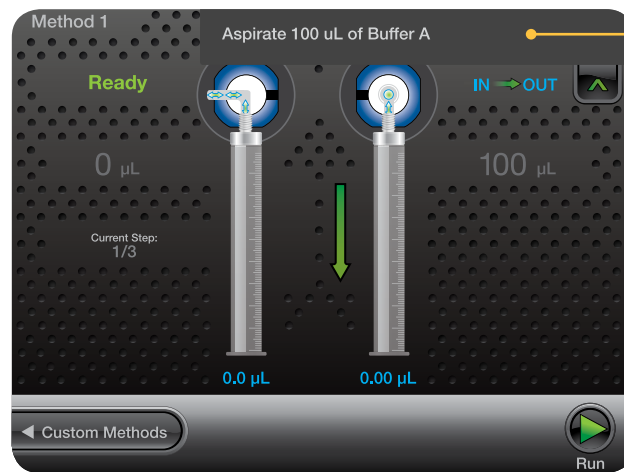 Method 1
Aspirate 100 uL of Buffer A
Ready
IN OUT
0 µL
100 µL
Current Step:
1/3
0.0 µL
0.00 µL
Custom Methods
Run